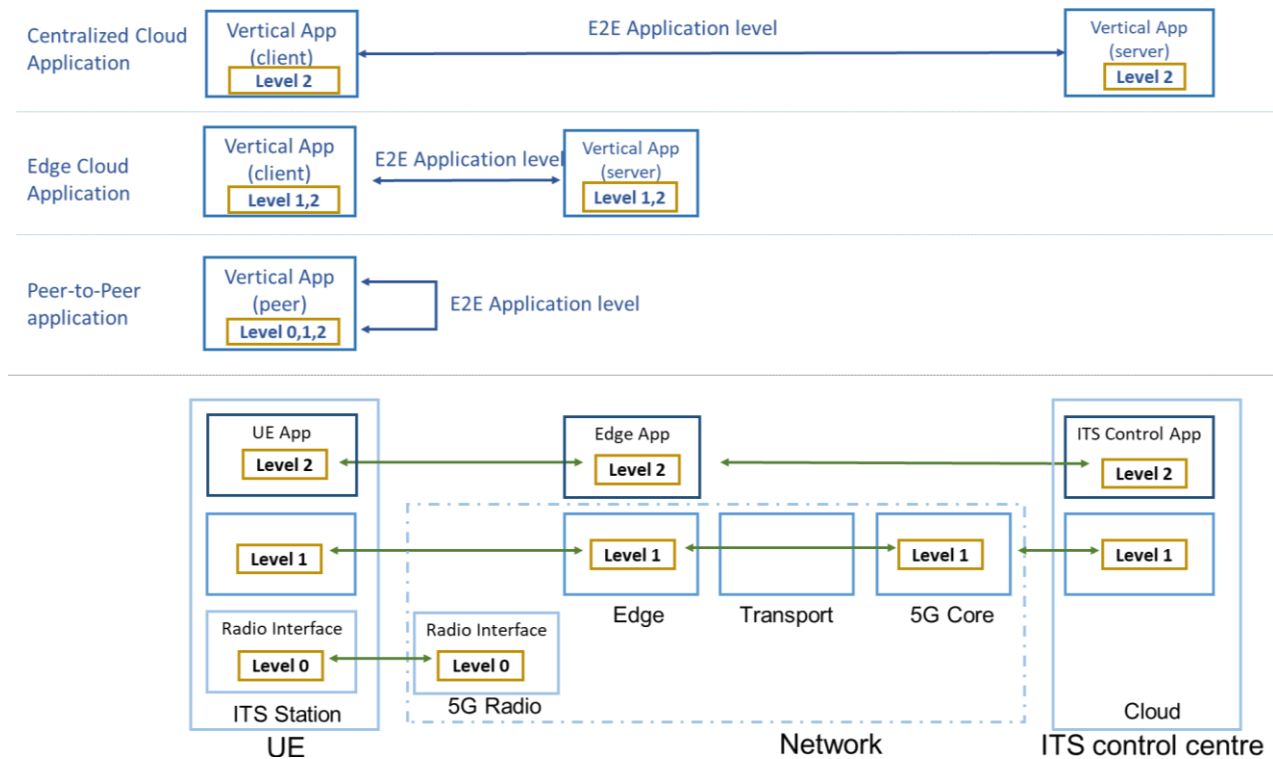 Centralized Cloud
Application
Vertical App
(client)
Level 2
E2E Application level
Vertical App
(server)
Level 2
Edge Cloud
Application
Vertical App
(client)
Level 1,2
E2E Application level
Vertical App
(server)
Level 1,2
Peer-to-Peer
application
Vertical App
(peer)
Level 0,1,2
E2E Application level
UE App
Level 2
Edge App
Level 2
ITS Control App
Level 2
Level 1
Level 1
Level 1
Level 1
Edge
Transport
5G Core
Radio Interface
Level 0
Radio Interface
Level 0
ITS Station
5G Radio
Cloud
UE
Network
ITS control centre